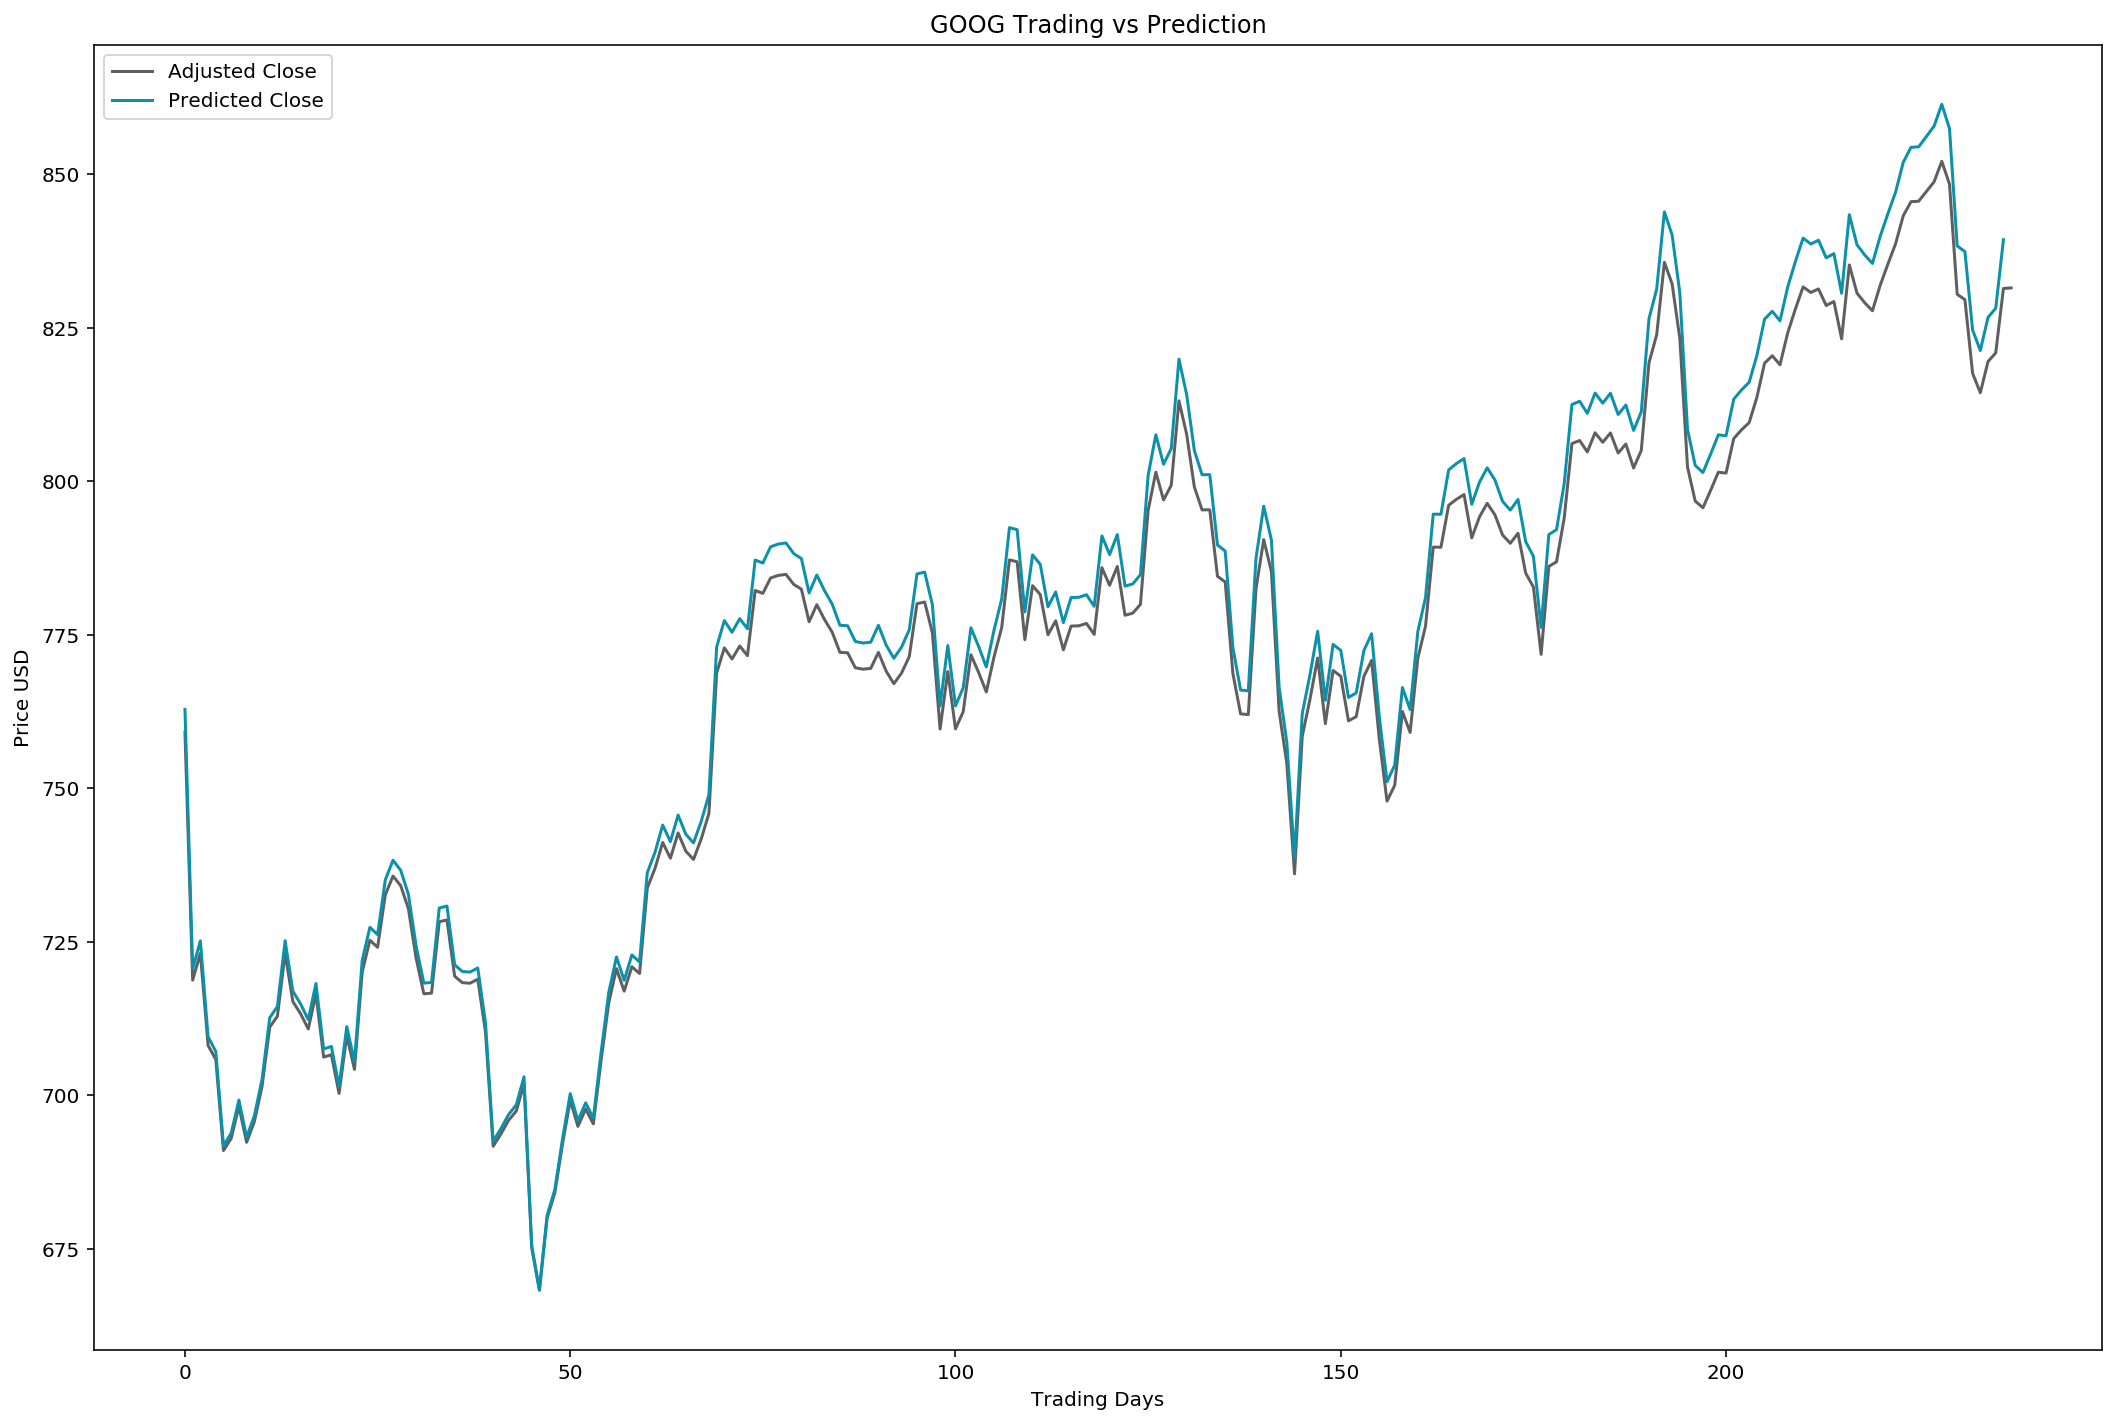 GOOG Trading vs Prediction
Adjusted Close
Predicted Close
850
825
800
775
750
725
700
675
Price USD
0 50 100 150 200
Trading Days